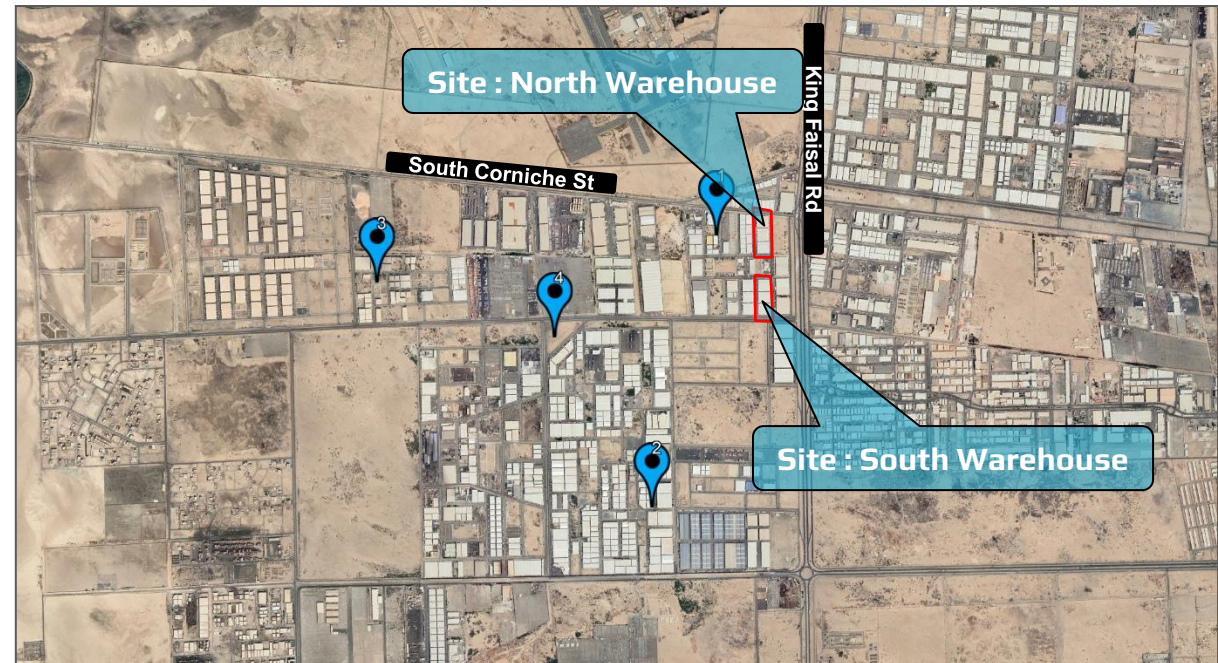 Site : North Warehouse
King Faisal Rd
South Corniche St
1
3
4
Site : South Warehouse
2